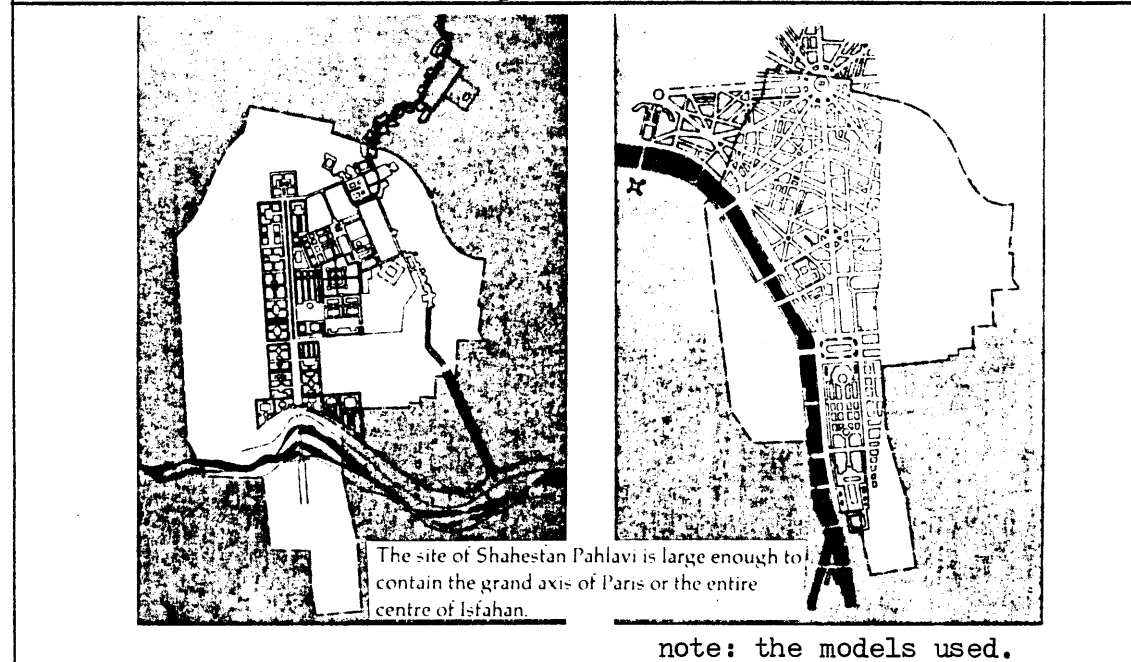 The site of Shahestan Pahlavi is large enough to
contain the grand axis of Paris or the entire
centre of Isfahan.
note: the models used.